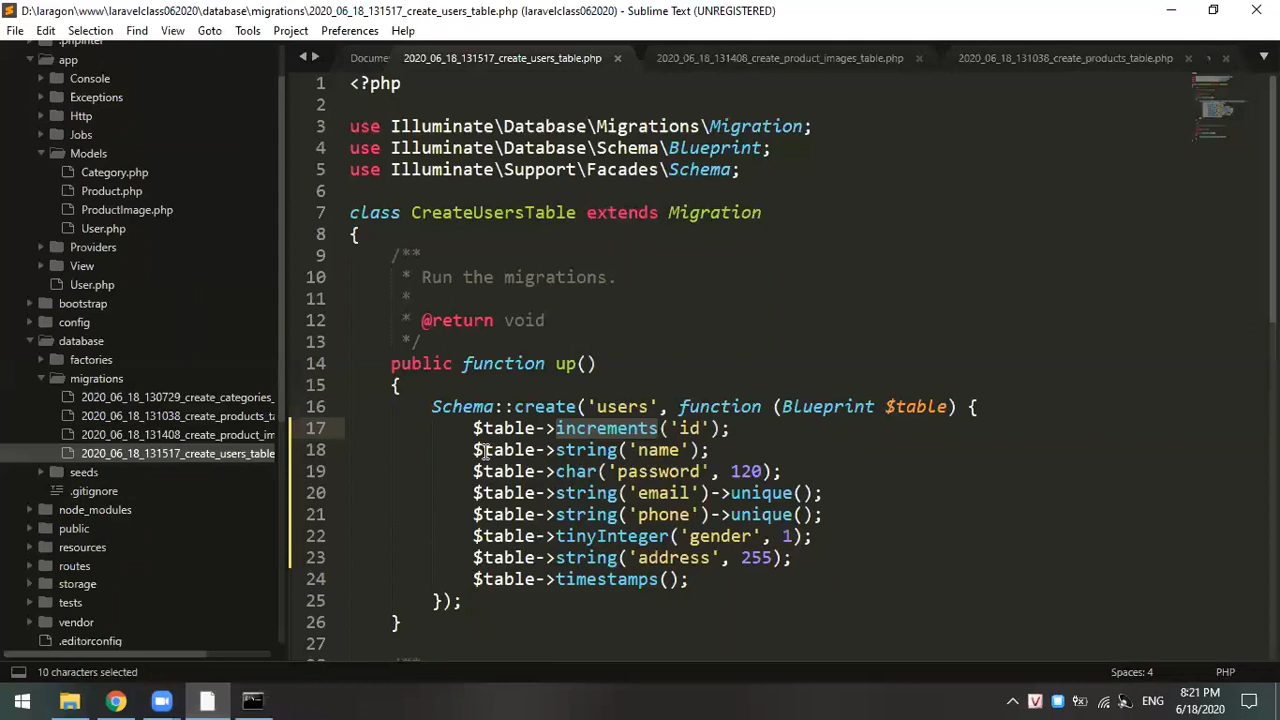 D:\laragon\www\laravelclass062020\database\migrations\2020_06_18_131517_create_users_table.php (laravelclass062020) - Sublime Text (UNREGISTERED)
File Edit Selection Find View Goto Tools Project Preferences Help
.phpinter
app
Console
Exceptions
Http
Jobs
Models
Category.php
Product.php
ProductImage.php
User.php
Providers
View
User.php
bootstrap
config
database
factories
migrations
2020_06_18_130729_create_categories_
2020_06_18_131038_create_products_ta
2020_06_18_131408_create_product_im
2020_06_18_131517_create_users_table
seeds
.gitignore
node_modules
public
resources
routes
storage
tests
vendor
.editorconfig
Docume 2020_06_18_131517_create_users_table.php 2020_06_18_131408_create_product_images_table.php 2020_06_18_131038_create_products_table.php
1 <?php
2
3 use Illuminate\Database\Migrations\Migration;
4 use Illuminate\Database\Schema\Blueprint;
5 use Illuminate\Support\Facades\Schema;
6
7 class CreateUsersTable extends Migration
8 {
9 /**
10 * Run the migrations.
11 *
12 * @return void
13 */
14 public function up()
15 {
16 Schema::create('users', function (Blueprint $table) {
17 $table->increments('id');
18 $table->string('name');
19 $table->char('password', 120);
20 $table->string('email')->unique();
21 $table->string('phone')->unique();
22 $table->tinyInteger('gender', 1);
23 $table->string('address', 255);
24 $table->timestamps();
25 });
26 }
27
10 characters selected Spaces: 4 PHP
ENG 8:21 PM
6/18/2020